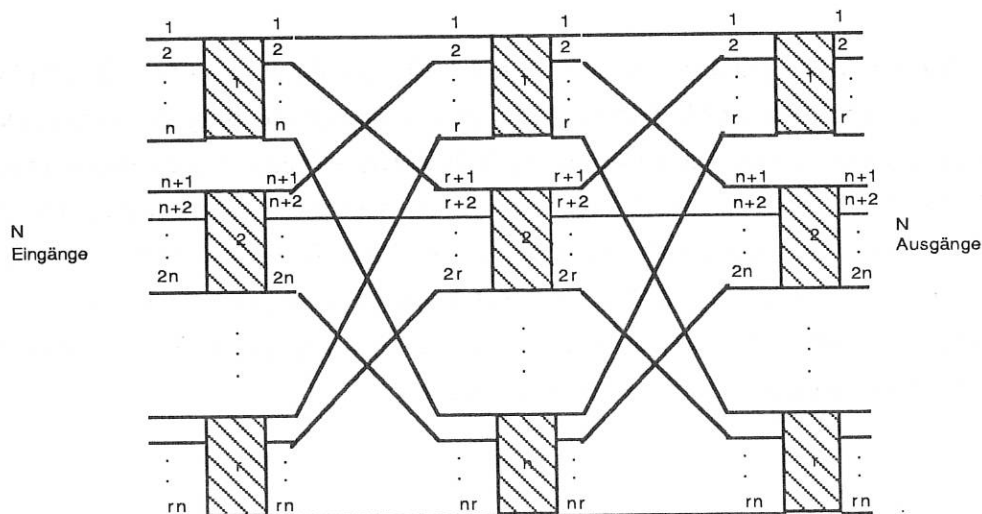 1 1 1 1 1 1
2 2 2 2 2 2
1 1 1
n n r r r r
n+1 n+1 r+1 r+1 n+1 n+1
n+2 n+2 r+2 r+2 n+2 n+2
N
Eingänge
2 2 2
N
Ausgänge
2n 2n 2r 2r 2n 2n
r n r
rn rn nr nr rn rn